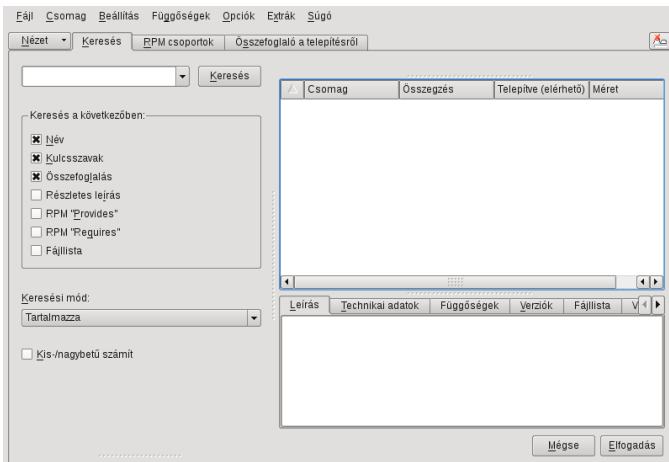 Fájl Csomag Beállítás Függőségek Opciók Extrák Súgó
Nézet Keresés RPM csoportok Összefoglaló a telepítésről
Keresés
Keresés a következőben:
Név
Kulcsszavak
Összefoglalás
Részletes leírás
RPM "Provides"
RPM "Requires"
Fájllista
Keresési mód:
Tartalmazza
Kis-/nagybetű számít
Csomag Összegzés Telepítve (elérhető) Méret
Leírás Technikai adatok Függőségek Verziók Fájllista V
Mégse Elfogadás